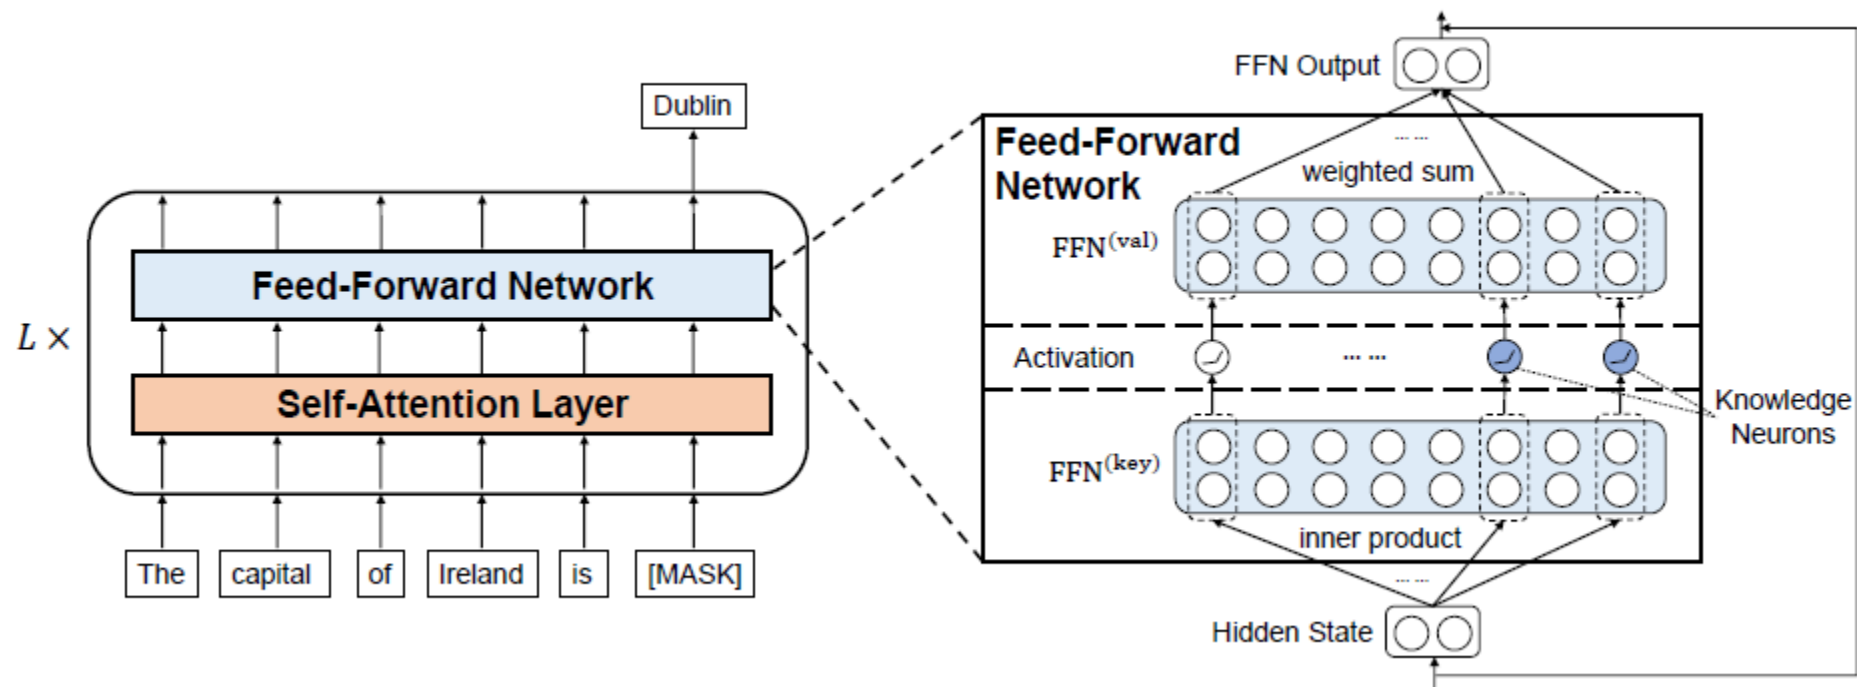 Dublin
Feed-Forward Network
L ×
Self-Attention Layer
The capital of Ireland is [MASK]
FFN Output
Feed-Forward
Network
... ...
weighted sum
FFN(val)
Activation
... ...
Knowledge
Neurons
FFN(key)
inner product
... ...
Hidden State